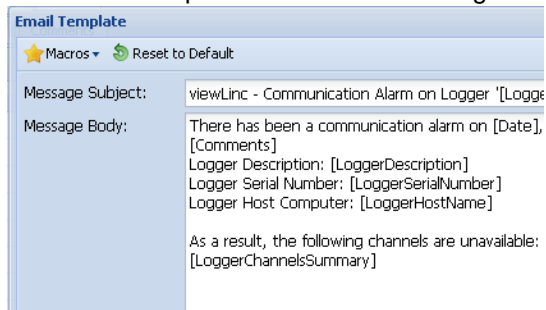 Email Template
Macros Reset to Default
Message Subject: viewLinc - Communication Alarm on Logger '[Logge
Message Body: There has been a communication alarm on [Date],
[Comments]
Logger Description: [LoggerDescription]
Logger Serial Number: [LoggerSerialNumber]
Logger Host Computer: [LoggerHostName]
As a result, the following channels are unavailable:
[LoggerChannelsSummary]